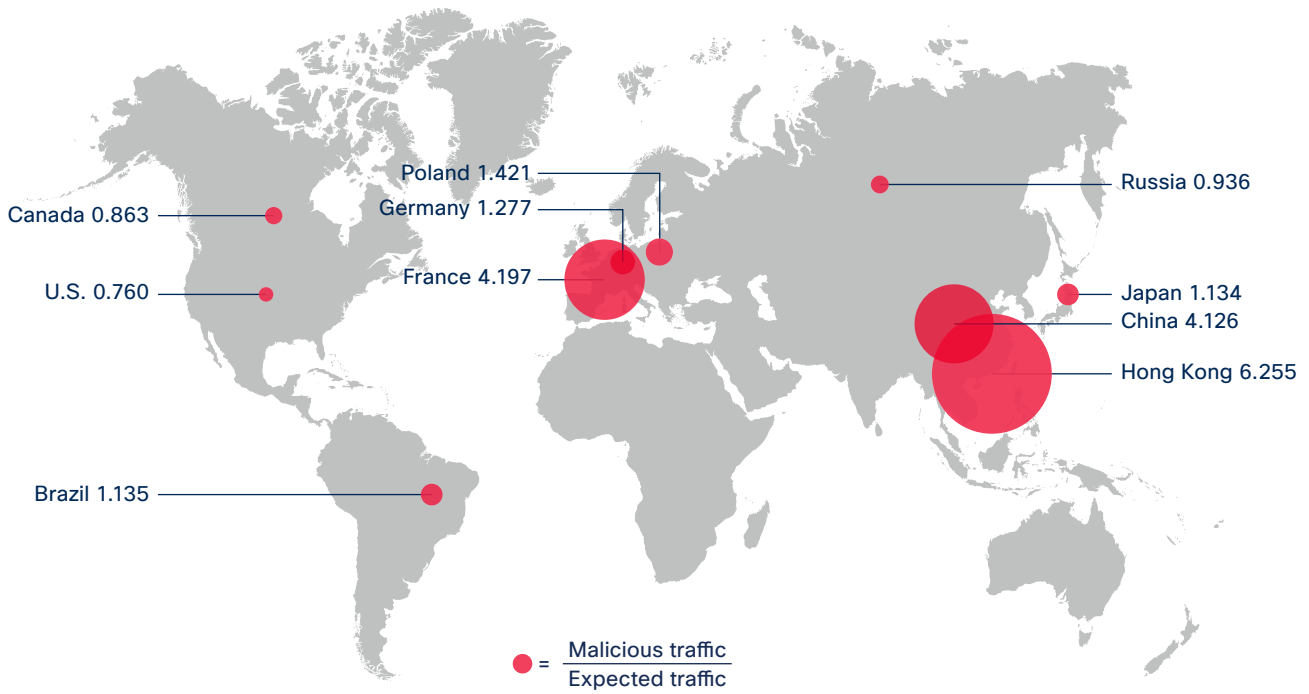 Poland 1.421
Germany 1.277
Canada 0.863
France 4.197
U.S. 0.760
Brazil 1.135
Russia 0.936
Japan 1.134
China 4.126
Hong Kong 6.255
= Malicious traffic
Expected traffic